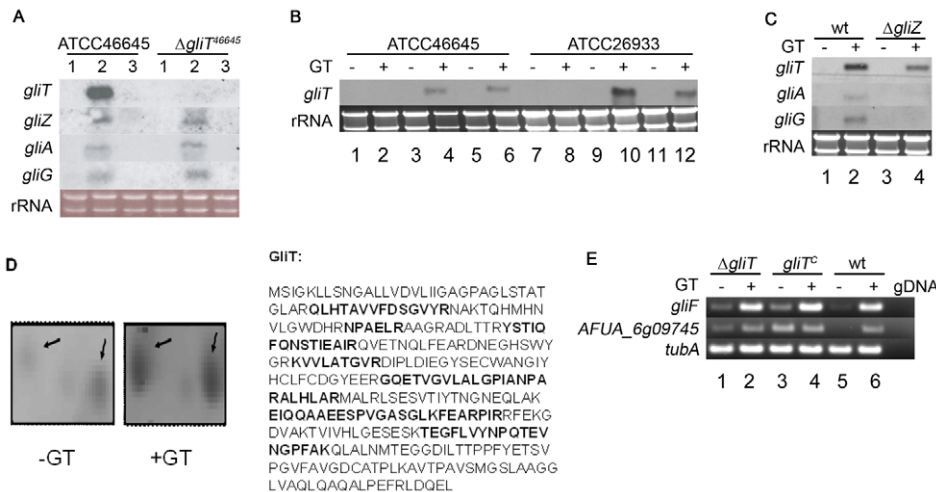 A
ATCC46645 ΔgliT46645
1 2 3 1 2 3
gliT
gliZ
gliA
gliG
rRNA
B
ATCC46645 ATCC26933
GT - + - + - + - + - + - +
gliT
rRNA
1 2 3 4 5 6 7 8 9 10 11 12
C
wt ΔgliZ
GT - + - +
gliT
gliA
gliG
rRNA
1 2 3 4
D
-GT +GT
GliT:
MSIGKLLSNGALLVDVLIIGAGPAGLSTAT
GLARQLHTAVVFDSGVYRNAKTQHMHN
VLGWDHRNPAELRAAGRADLTTRYSTIQ
FQNSTIEAIRQVETNQLFEARDNEGHSWY
GRKVVLATGVRDIPLDIEGYSECWANGIY
HCLFCDGYEERGQETVGVLALGPIANPA
RALHLARMALRLSESVTIYTNGNEQLAK
EIQQAAEESPVGASGLKFEARPIRRFEKG
DVAKTVIVHLGESESKTEGFLVYNPQTEV
NGPFAKQLALNMTEGGDILTTPPFYETSV
PGVFAVGDCATPLKAVTPAVSMGSLAAGG
LVAQLQAQALPEFRLDQEL
E
ΔgliT gliTC wt
GT - + - + - + gDNA
gliF
AFUA_6g09745
tubA
1 2 3 4 5 6